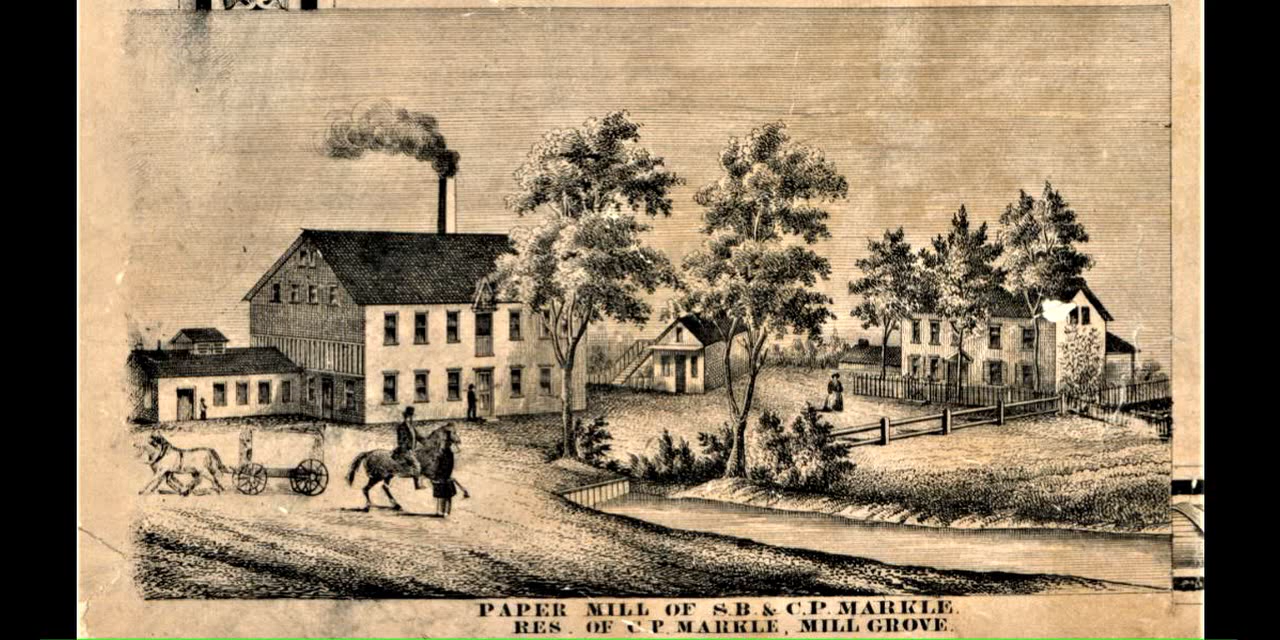 PAPER MILL OF S.B. & C.P. MARKLE.
RES. OF C.P. MARKLE, MILL GROVE.